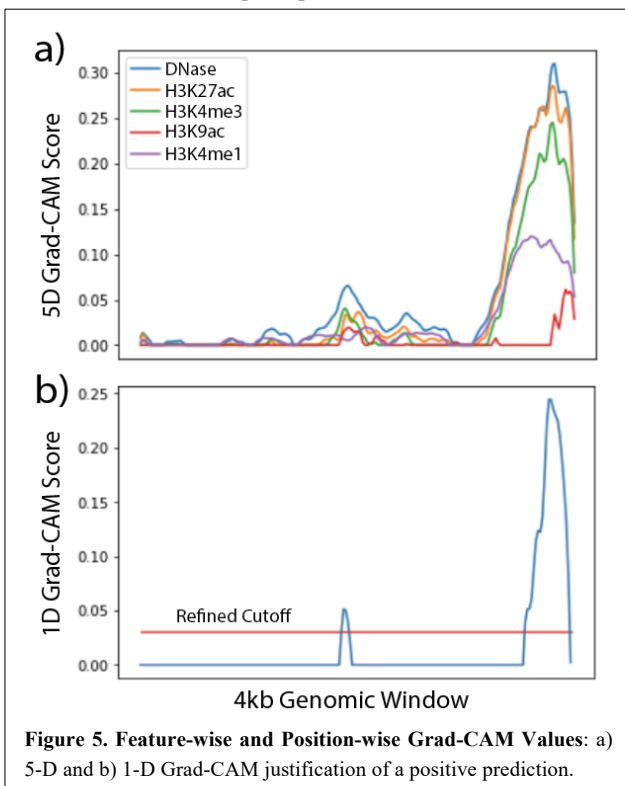 a)
0.30
0.25
0.20
0.15
0.10
0.05
0.00
5D Grad-CAM Score
DNase
H3K27ac
H3K4me3
H3K9ac
H3K4me1
b)
0.25
0.20
0.15
0.10
0.05
0.00
1D Grad-CAM Score
Refined Cutoff
4kb Genomic Window
Figure 5. Feature-wise and Position-wise Grad-CAM Values: a)
5-D and b) 1-D Grad-CAM justification of a positive prediction.